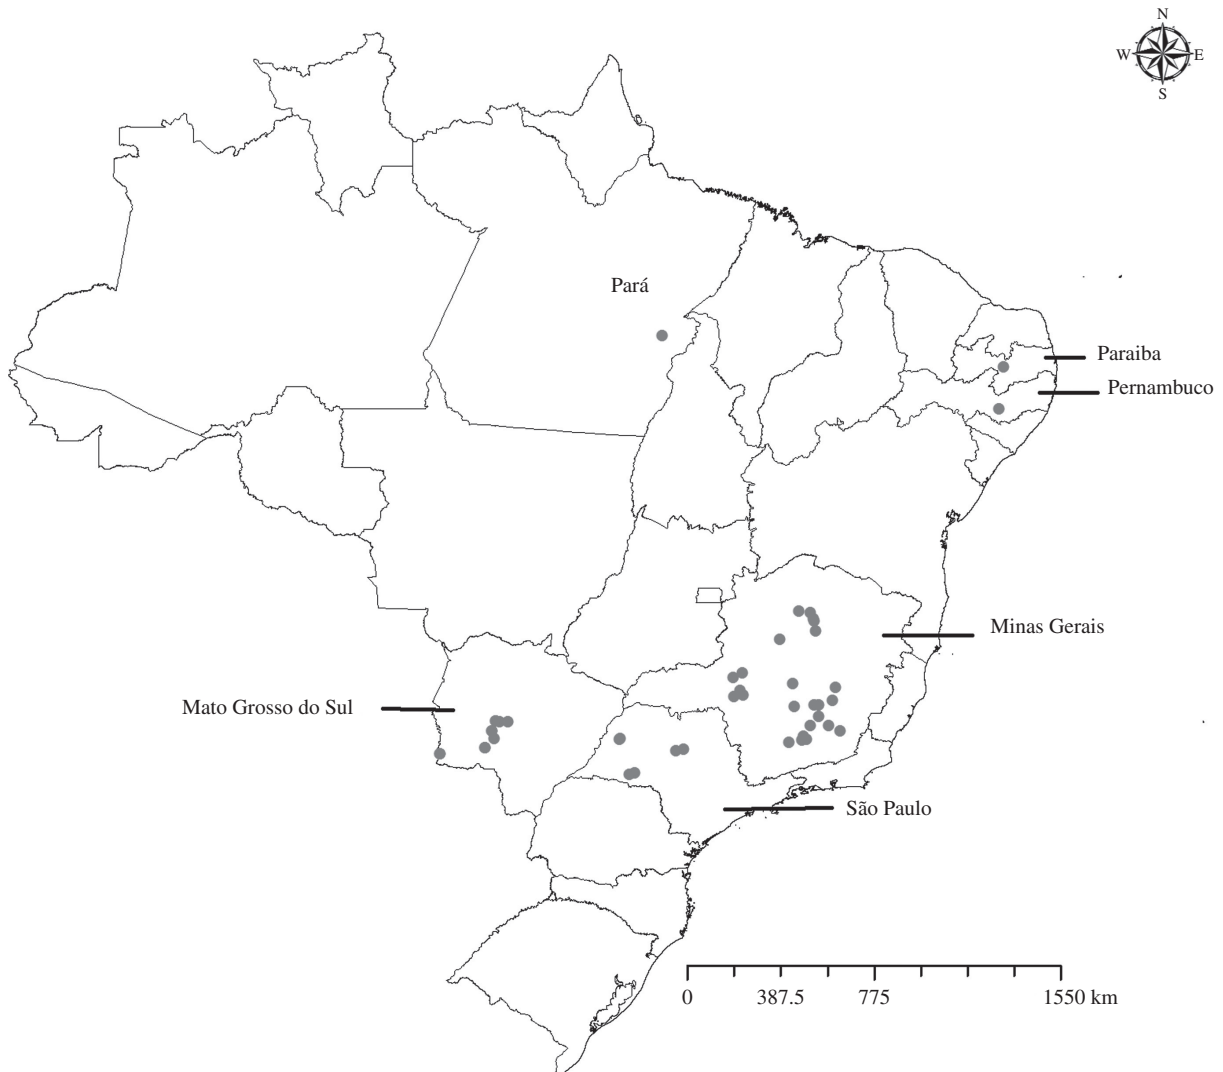 N
W E
S
Pará
Paraiba
Pernambuco
Minas Gerais
Mato Grosso do Sul
São Paulo
0 387.5 775 1550 km